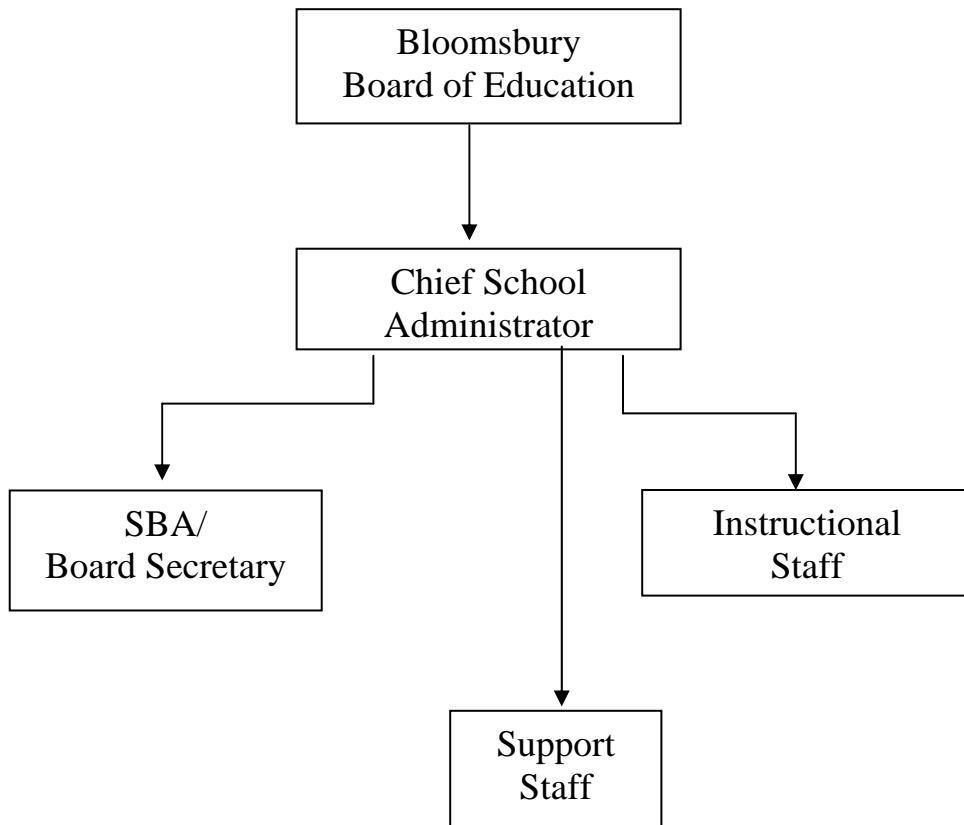 Bloomsbury
Board of Education
Chief School
Administrator
SBA/
Board Secretary
Instructional
Staff
Support
Staff